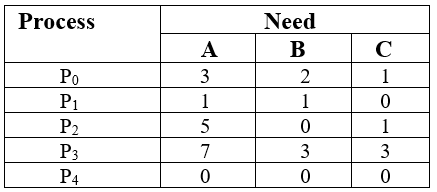 Process Need
A B C
P0 3 2 1
P1 1 1 0
P2 5 0 1
P3 7 3 3
P4 0 0 0